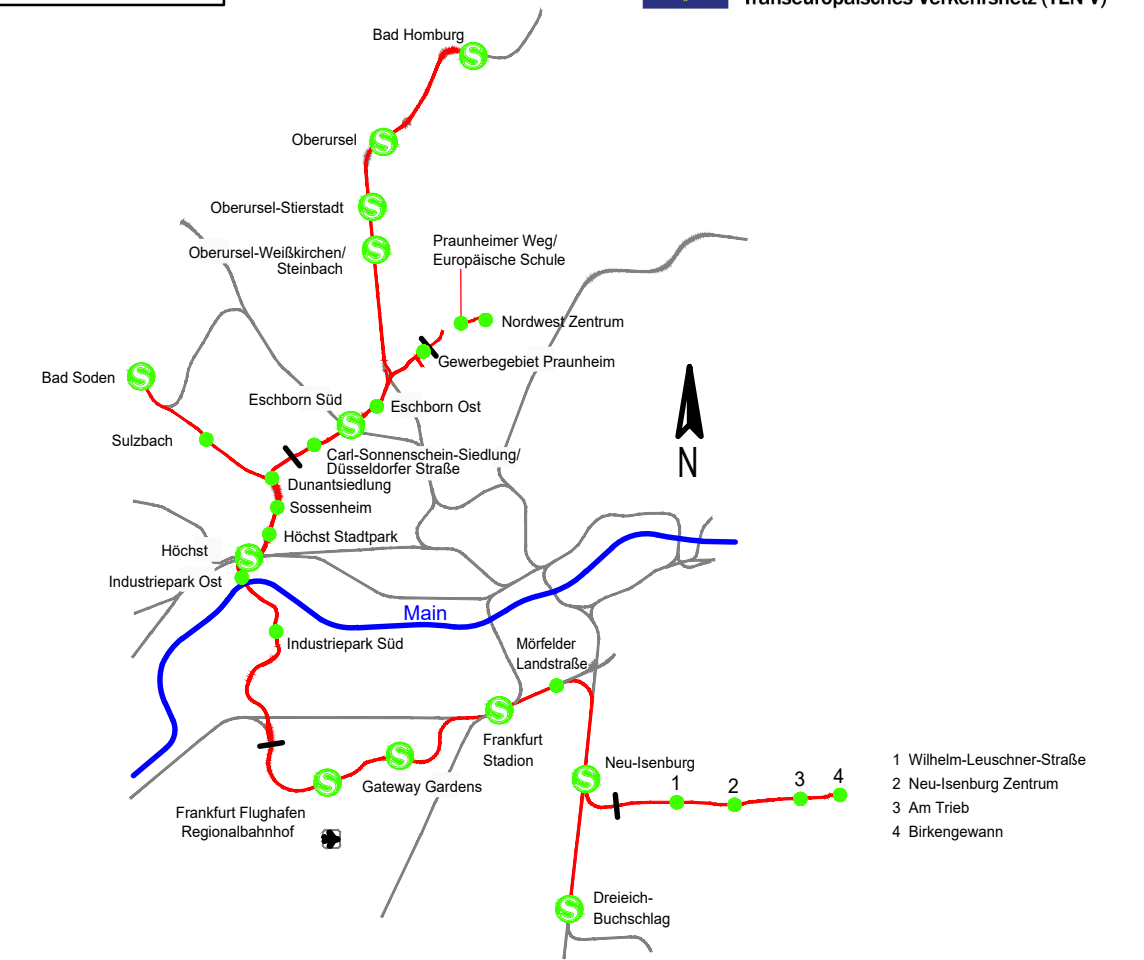 Transeuropäisches Verkehrsnetz (TEN-V)
Bad Homburg
Oberursel
Oberursel-Stierstadt
Oberursel-Weißkirchen/
Steinbach
Praunheimer Weg/
Europäische Schule
Nordwest Zentrum
Gewerbegebiet Praunheim
Bad Soden
Eschborn Süd
Eschborn Ost
Sulzbach
Carl-Sonnenschein-Siedlung/
Düsseldorfer Straße
Dunantsiedlung
Sossenheim
Höchst Stadtpark
Höchst
Industriepark Ost
N
Main
Industriepark Süd
Mörfelder
Landstraße
Frankfurt
Stadion
Gateway Gardens
Frankfurt Flughafen
Regionalbahnhof
Neu-Isenburg
1
2
3
4
1 Wilhelm-Leuschner-Straße
2 Neu-Isenburg Zentrum
3 Am Trieb
4 Birkengewann
Dreieich-
Buchschlag